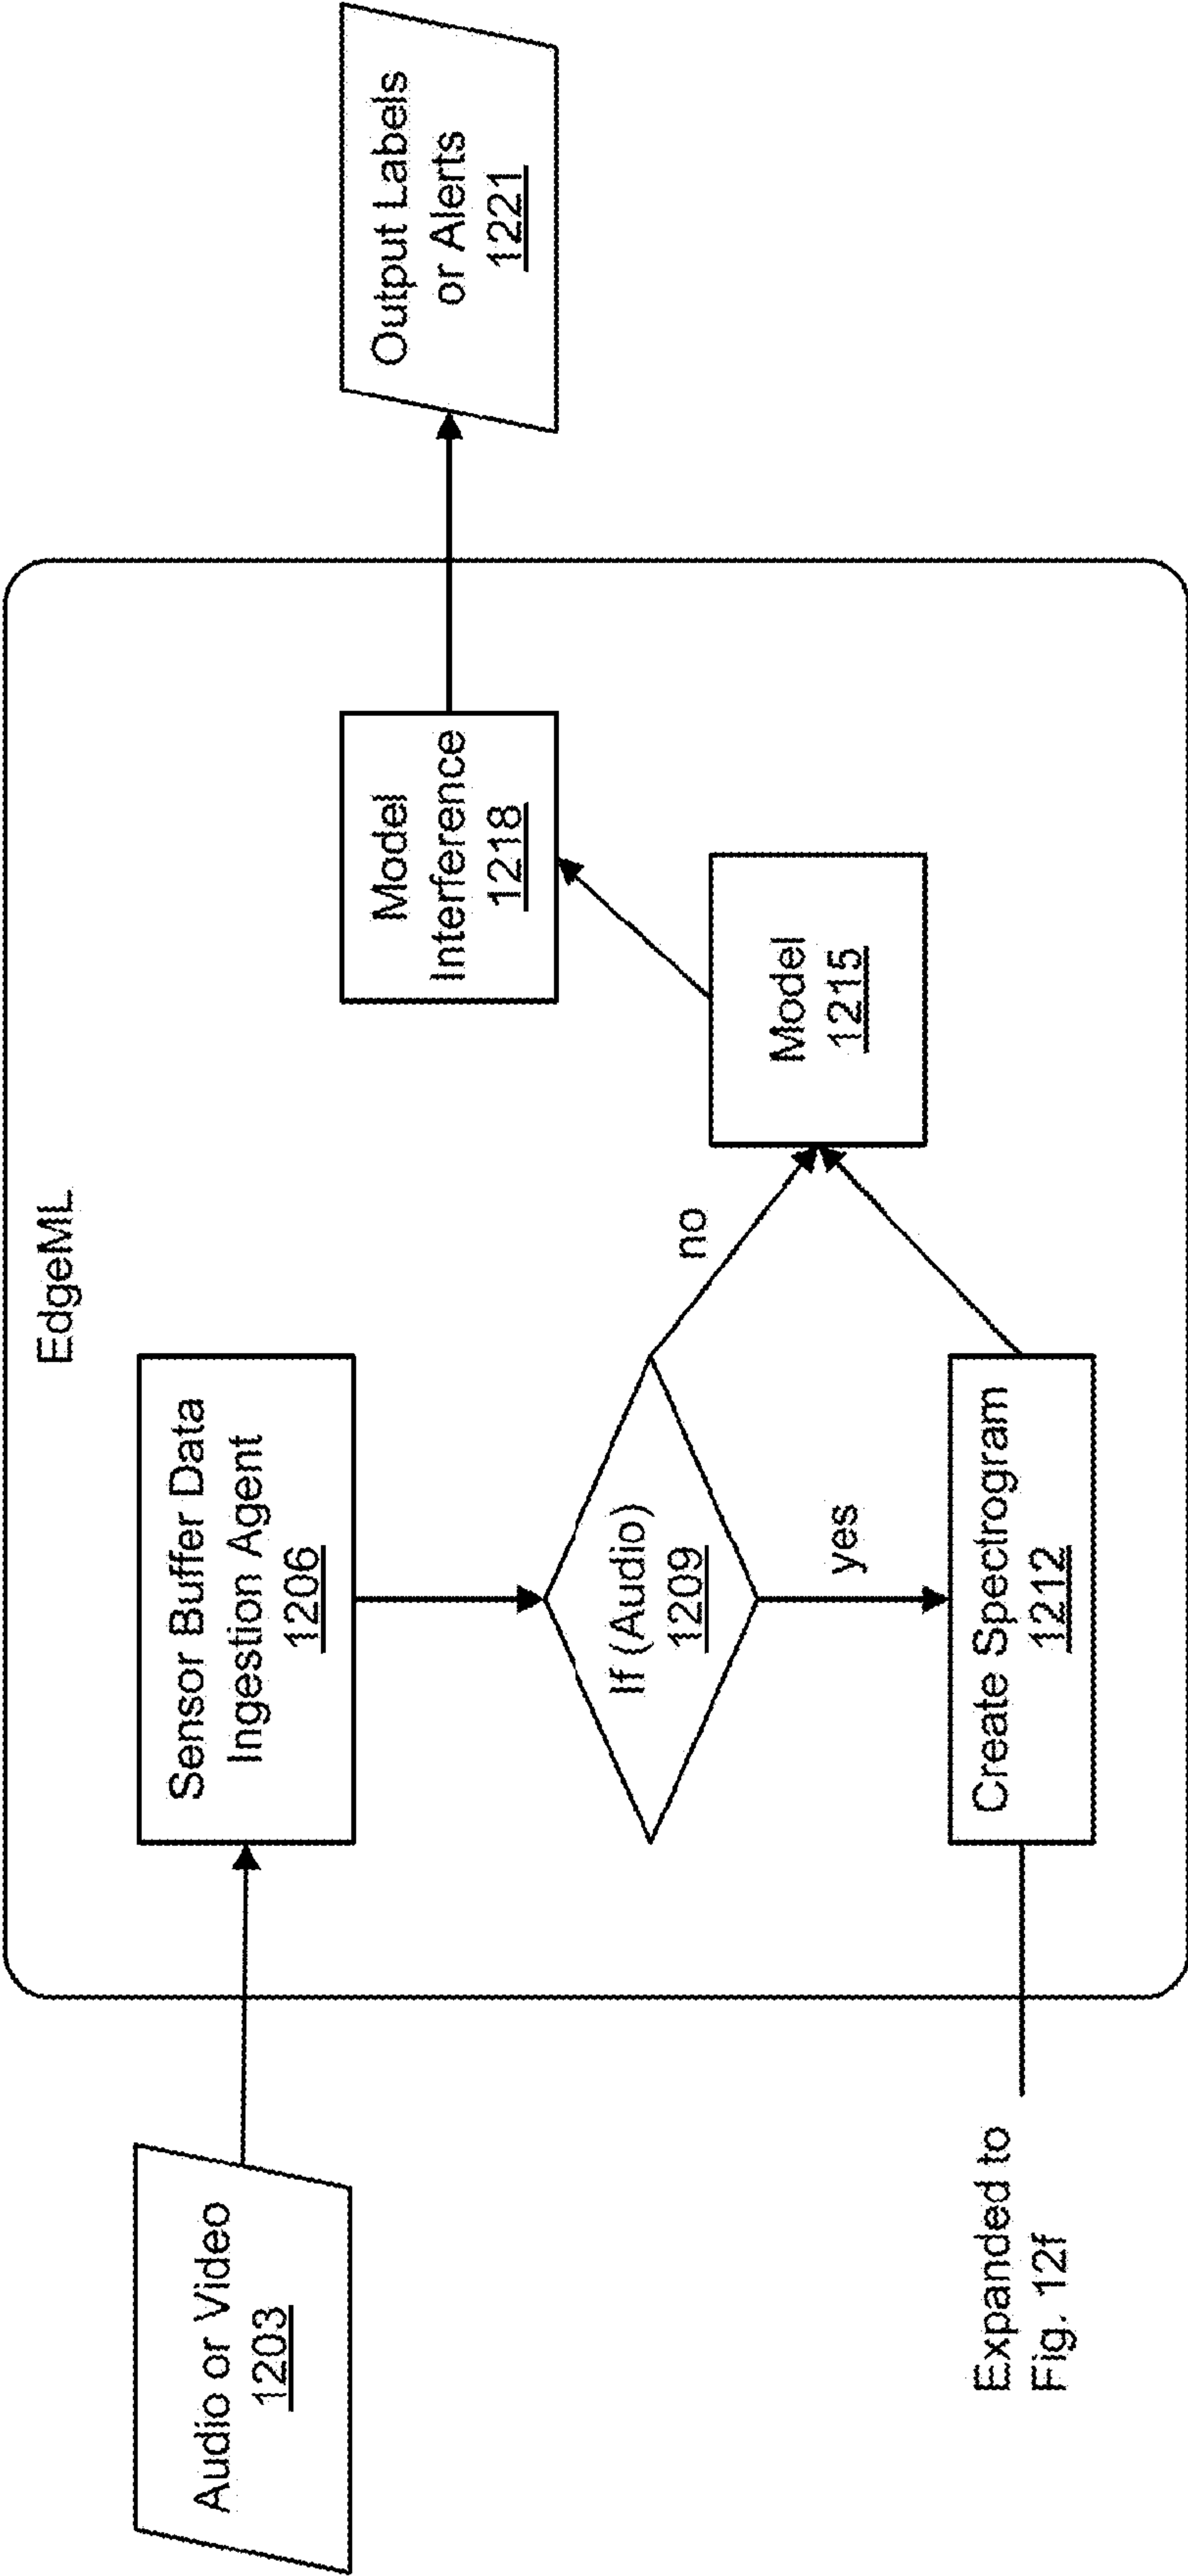 EdgeML
Audio or Video
1203
Sensor Buffer Data
Ingestion Agent
1206
If (Audio)
1209
yes
no
Create Spectrogram
1212
Expanded to
Fig. 12f
Model
1215
Model
Interference
1218
Output Labels
or Alerts
1221